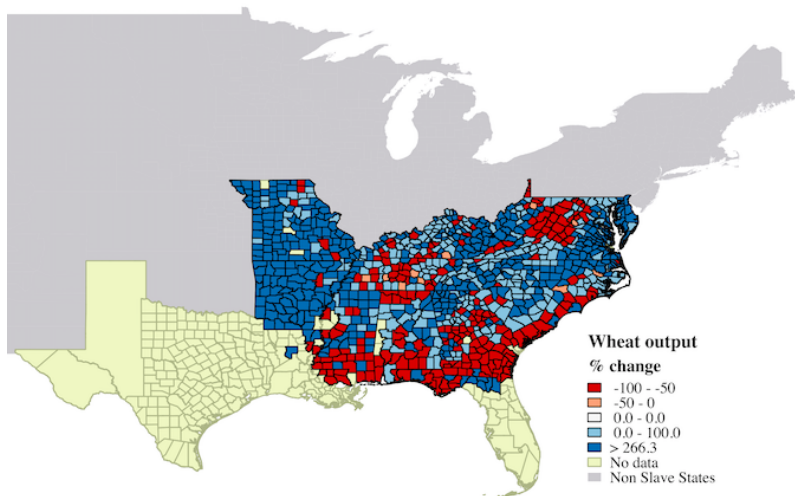 Wheat output
% change
-100 - -50
-50 - 0
0.0 - 0.0
0.0 - 100.0
> 266.3
No data
Non Slave States